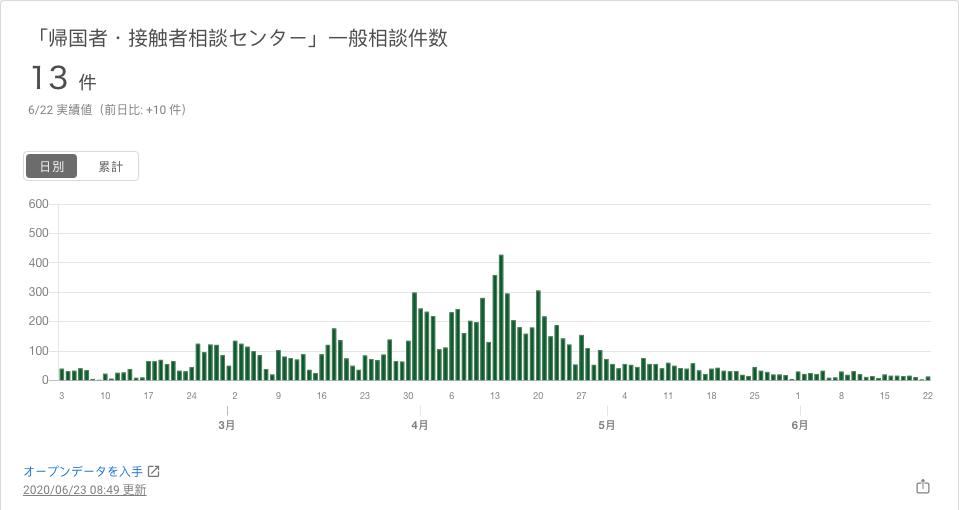 「帰国者・接触者相談センター」一般相談件数
13 件
6/22 実績値（前日比: +10 件）
日別 累計
600
500
400
300
200
100
0
3 10 17 24 2 9 16 23 30 6 13 20 27 4 11 18 25 1 8 15 22
3月 4月 5月 6月
オープンデータを入手
2020/06/23 08:49 更新